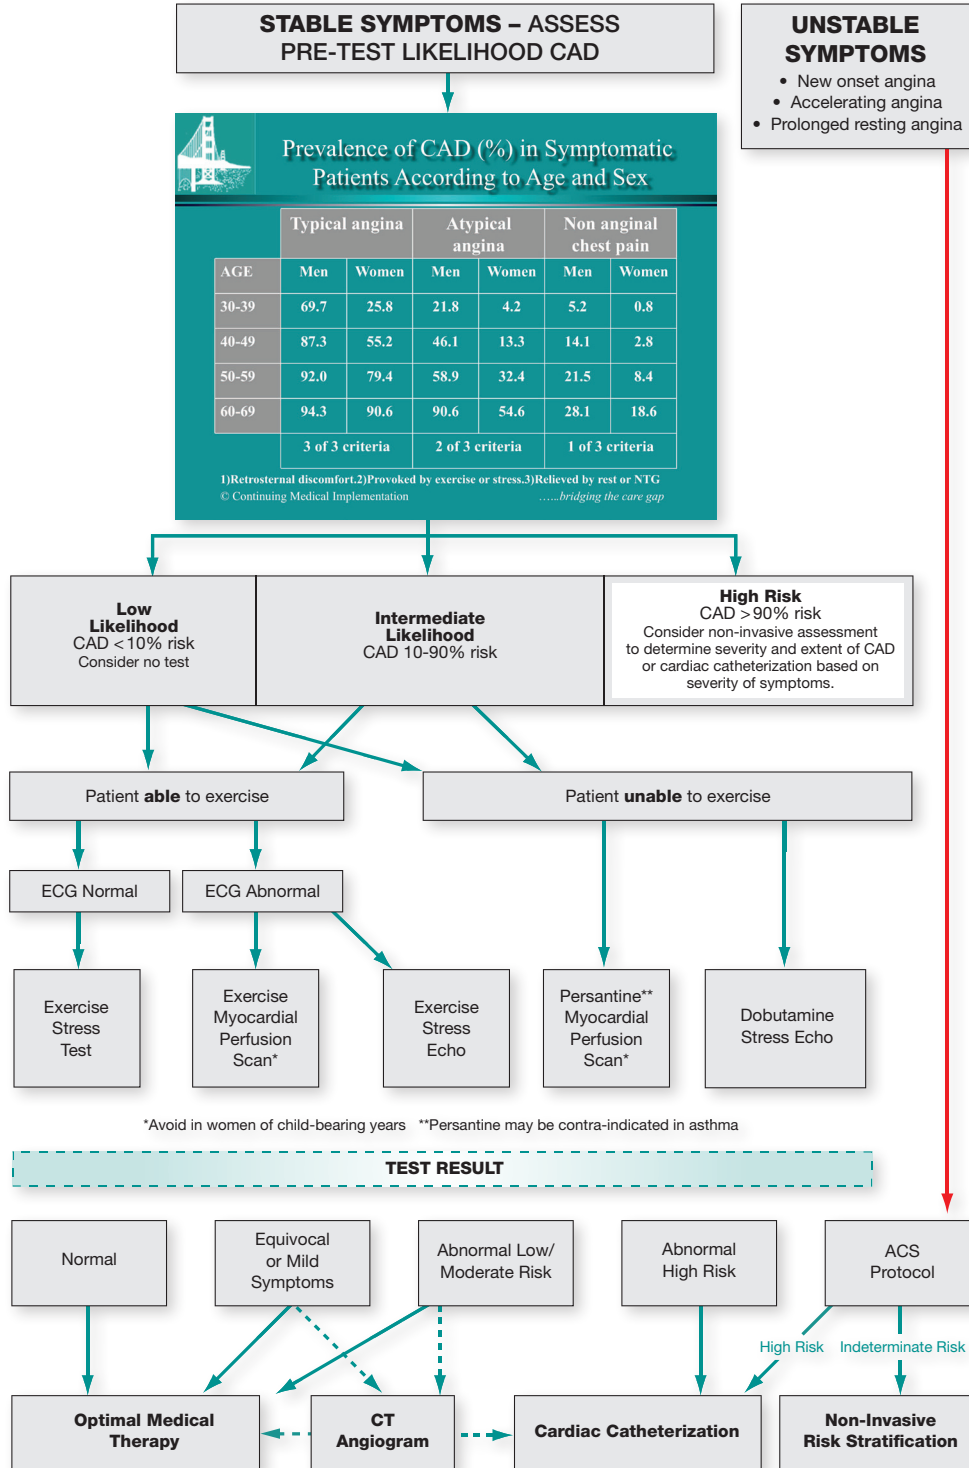 STABLE SYMPTOMS – ASSESS
PRE-TEST LIKELIHOOD CAD
UNSTABLE
SYMPTOMS
• New onset angina
• Accelerating angina
• Prolonged resting angina
Prevalence of CAD (%) in Symptomatic
Patients According to Age and Sex
Typical angina Atypical angina Non anginal chest pain
AGE Men Women Men Women Men Women
30-39 69.7 25.8 21.8 4.2 5.2 0.8
40-49 87.3 55.2 46.1 13.3 14.1 2.8
50-59 92.0 79.4 58.9 32.4 21.5 8.4
60-69 94.3 90.6 90.6 54.6 28.1 18.6
3 of 3 criteria 2 of 3 criteria 1 of 3 criteria
1)Retrosternal discomfort.2)Provoked by exercise or stress.3)Relieved by rest or NTG
© Continuing Medical Implementation ……bridging the care gap
Low
Likelihood
CAD <10% risk
Consider no test
Intermediate
Likelihood
CAD 10-90% risk
High Risk
CAD >90% risk
Consider non-invasive assessment
to determine severity and extent of CAD
or cardiac catheterization based on
severity of symptoms.
Patient able to exercise
Patient unable to exercise
ECG Normal
ECG Abnormal
Exercise
Stress
Test
Exercise
Myocardial
Perfusion
Scan*
Exercise
Stress
Echo
Persantine**
Myocardial
Perfusion
Scan*
Dobutamine
Stress Echo
*Avoid in women of child-bearing years **Persantine may be contra-indicated in asthma
TEST RESULT
Normal
Equivocal
or Mild
Symptoms
Abnormal Low/
Moderate Risk
Abnormal
High Risk
ACS
Protocol
High Risk
Indeterminate Risk
Optimal Medical
Therapy
CT
Angiogram
Cardiac Catheterization
Non-Invasive
Risk Stratification